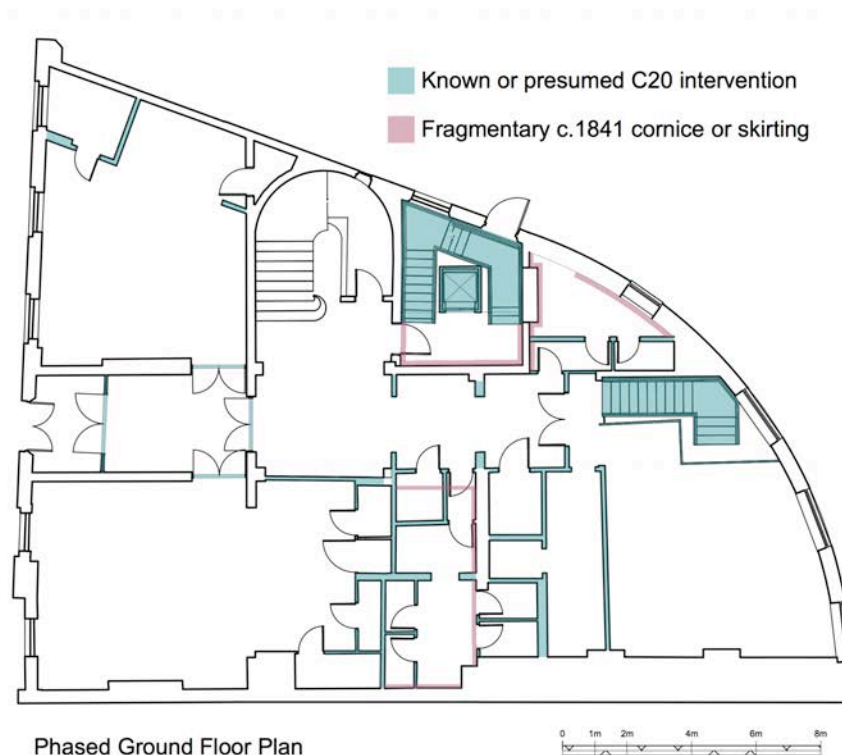 Known or presumed C20 intervention
Fragmentary c.1841 cornice or skirting
Phased Ground Floor Plan
0 1m 2m 4m 6m 8m